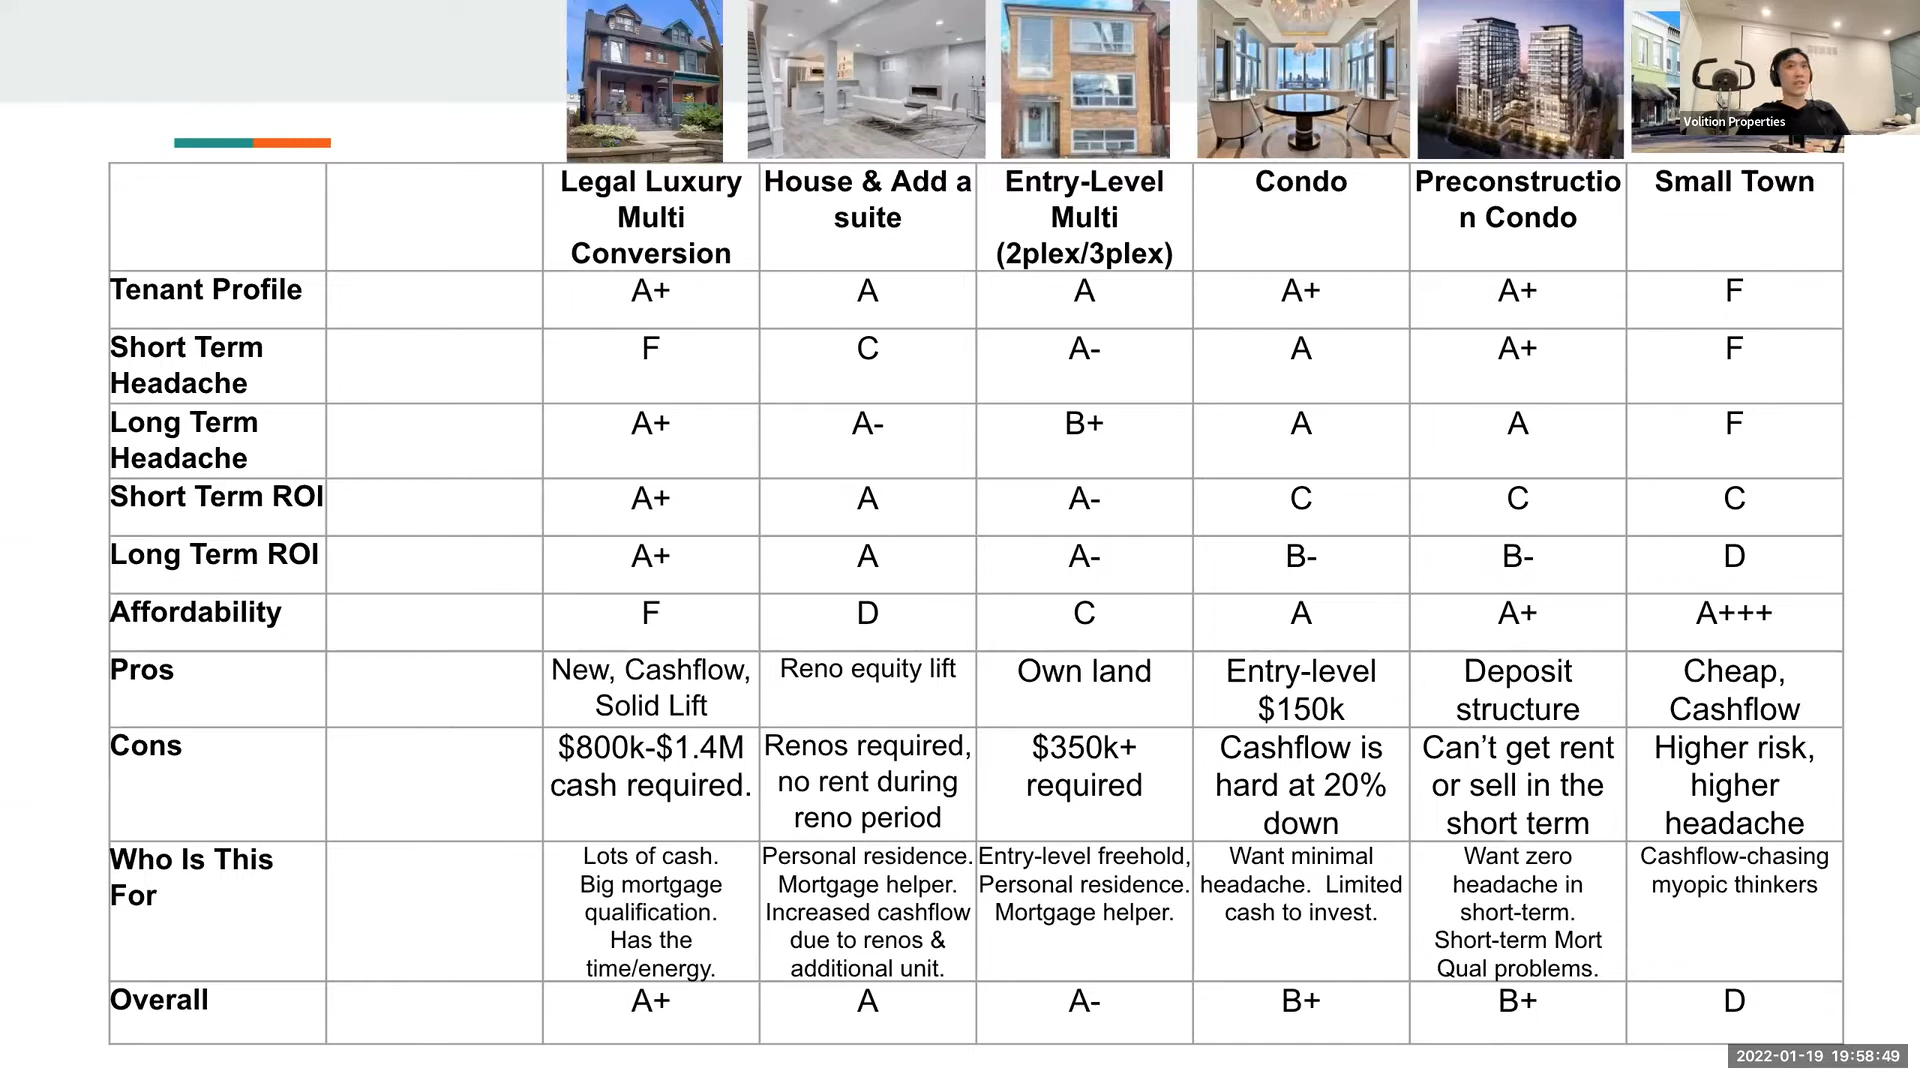 Volition Properties
Legal Luxury
Multi
Conversion
House & Add a
suite
Entry-Level
Multi
(2plex/3plex)
Condo
Preconstructio
n Condo
Small Town
Tenant Profile
A+
A
A
A+
A+
F
Short Term
Headache
F
C
A-
A
A+
F
Long Term
Headache
A+
A-
B+
A
A
F
Short Term ROI
A+
A
A-
C
C
C
Long Term ROI
A+
A
A-
B-
B-
D
Affordability
F
D
C
A
A+
A+++
Pros
New, Cashflow,
Solid Lift
Reno equity lift
Own land
Entry-level
$150k
Deposit
structure
Cheap,
Cashflow
Cons
$800k-$1.4M
cash required.
Renos required,
no rent during
reno period
$350k+
required
Cashflow is
hard at 20%
down
Can’t get rent
or sell in the
short term
Higher risk,
higher
headache
Who Is This
For
Lots of cash.
Big mortgage
qualification.
Has the
time/energy.
Personal residence.
Mortgage helper.
Increased cashflow
due to renos &
additional unit.
Entry-level freehold,
Personal residence.
Mortgage helper.
Want minimal
headache.  Limited
cash to invest.
Want zero
headache in
short-term.
Short-term Mort
Qual problems.
Cashflow-chasing
myopic thinkers
Overall
A+
A
A-
B+
B+
D
2022-01-19 19:58:49